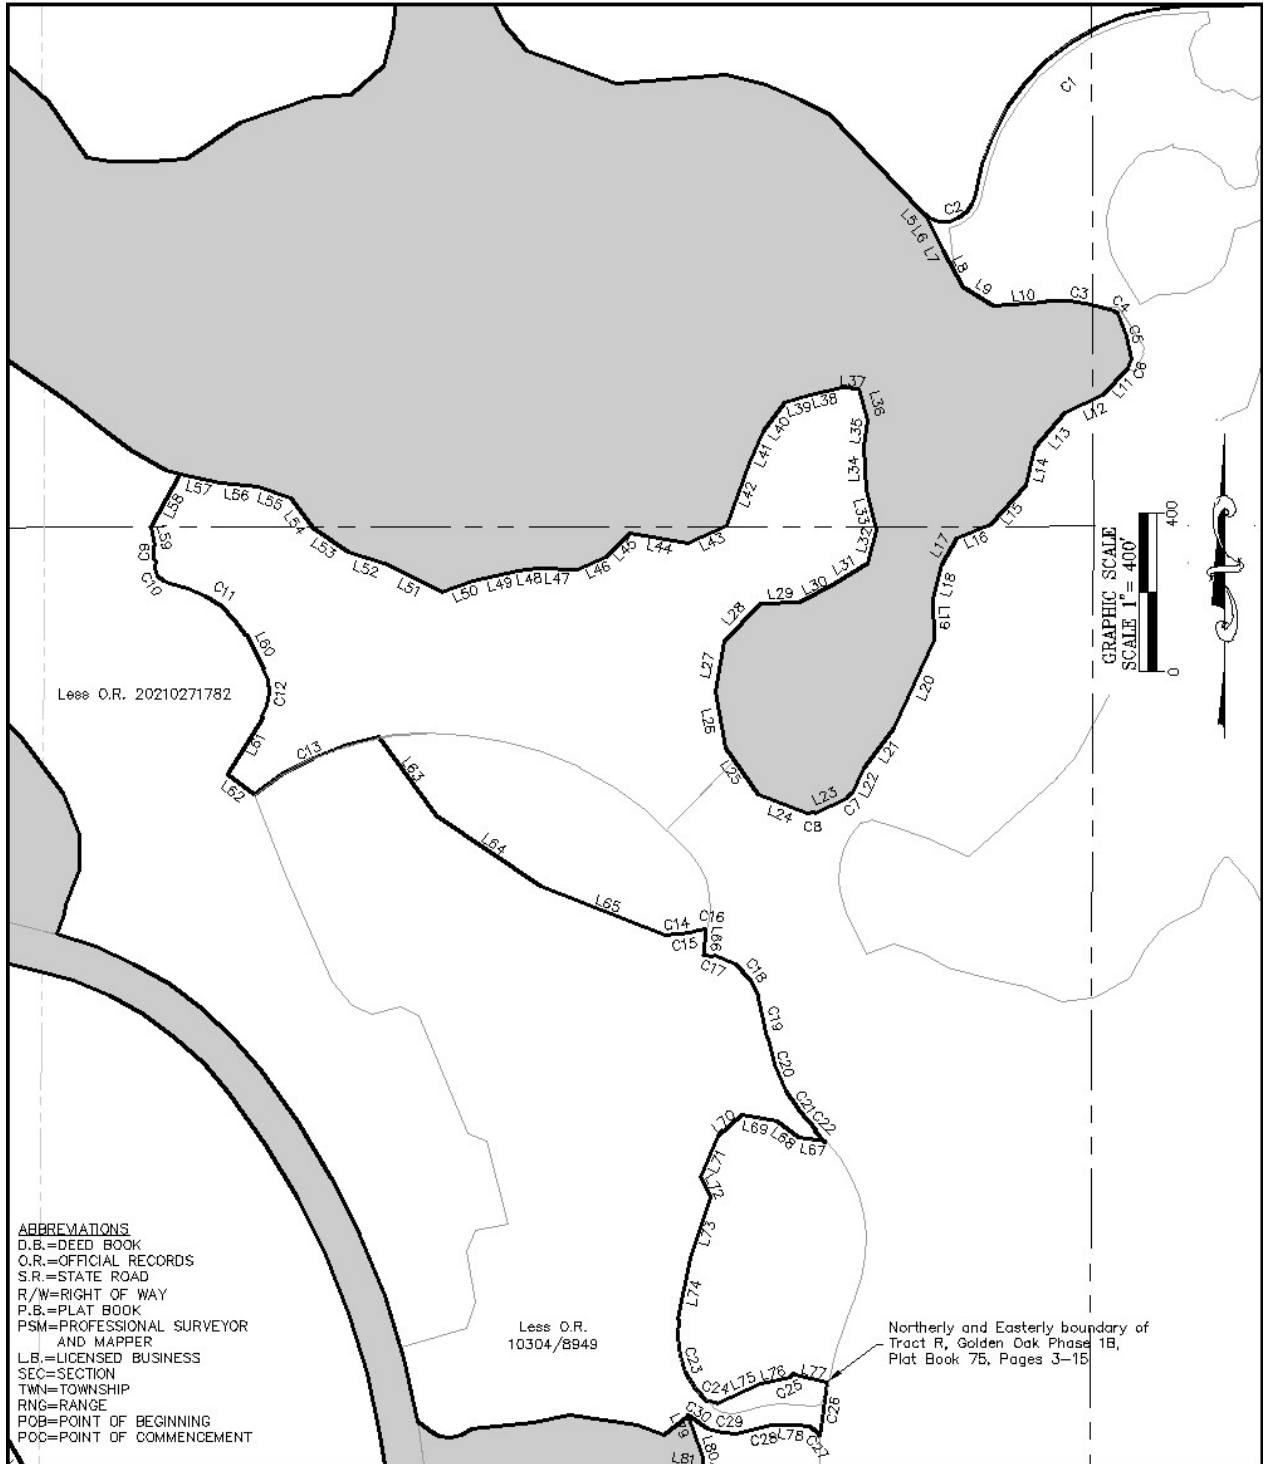 C1
C2
L5
L6
L7
L8
L9
L10
C3
C4
C5
C6
L11
L12
L13
L14
L15
L16
L17
L18
L19
L20
L21
L22
C7
L23
C8
L24
L25
L26
L27
L28
L29
L30
L31
L32
L33
L34
L35
L36
L37
L38
L39
L40
L41
L42
L43
L44
L45
L46
L47
L48
L49
L50
L51
L52
L53
L54
L55
L56
L57
L58
L59
C9
C10
C11
L60
C12
L61
L62
C13
L63
L64
L65
C14
C15
C16
L66
C17
C18
C19
C20
C21
C22
L67
L68
L69
L70
L71
L72
L73
L74
C23
C24
L75
L76
C25
L77
C26
C27
L78
C28
C29
C30
L79
L80
L81
GRAPHIC SCALE
SCALE 1"= 400'
0
400
Less O.R. 20210271782
Less O.R.
10304/8949
Northerly and Easterly boundary of
Tract R, Golden Oak Phase 1B,
Plat Book 75, Pages 3-15
ABBREVIATIONS
D.B.=DEED BOOK
O.R.=OFFICIAL RECORDS
S.R.=STATE ROAD
R/W=RIGHT OF WAY
P.B.=PLAT BOOK
PSM=PROFESSIONAL SURVEYOR
AND MAPPER
L.B.=LICENSED BUSINESS
SEC=SECTION
TWN=TOWNSHIP
RNG=RANGE
POB=POINT OF BEGINNING
POC=POINT OF COMMENCEMENT